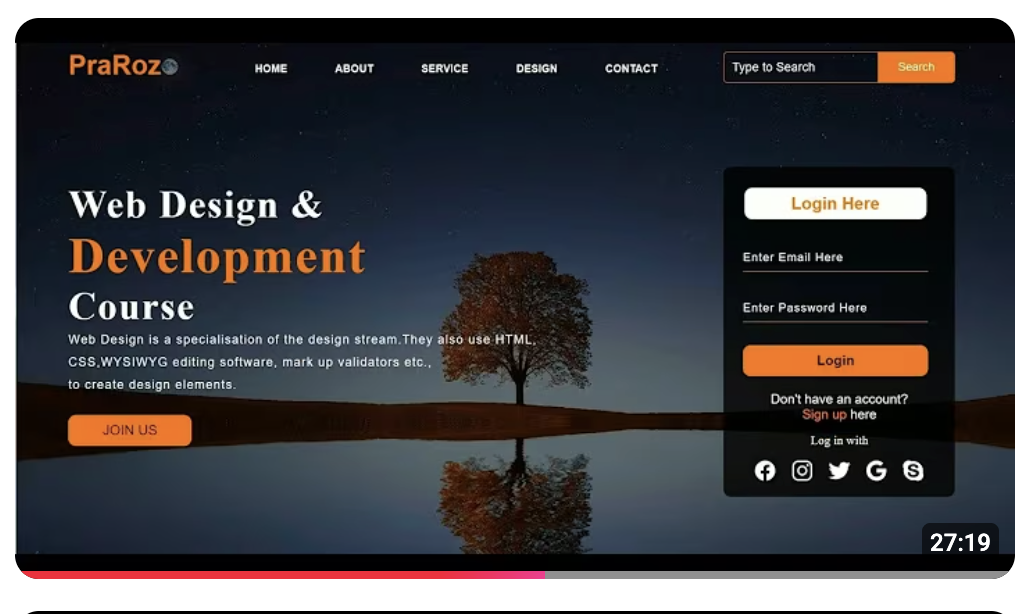 PraRoz
HOME ABOUT SERVICE DESIGN CONTACT
Type to Search Search
Web Design &
Development
Course
Web Design is a specialisation of the design stream.They also use HTML,
CSS,WYSIWYG editing software, mark up validators etc.,
to create design elements.
JOIN US
Login Here
Enter Email Here
Enter Password Here
Login
Don't have an account?
Sign up here
Log in with
27:19